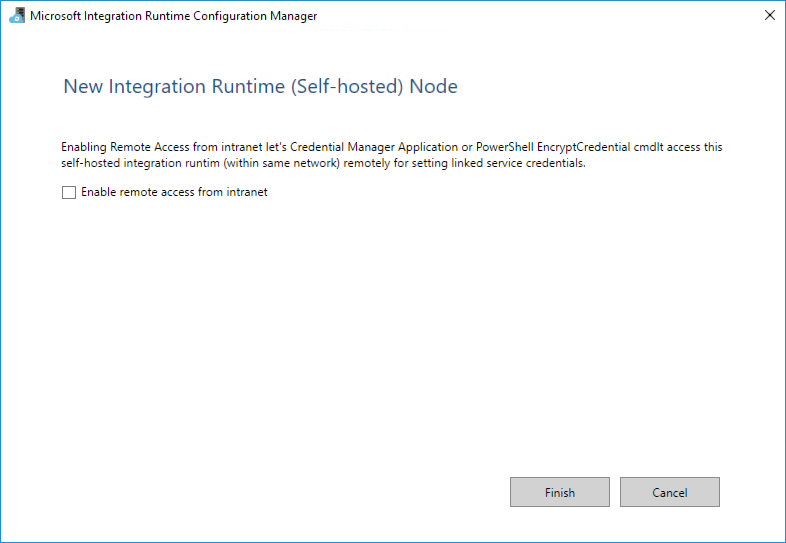 Microsoft Integration Runtime Configuration Manager
New Integration Runtime (Self-hosted) Node
Enabling Remote Access from intranet let's Credential Manager Application or PowerShell EncryptCredential cmdlt access this
self-hosted integration runtim (within same network) remotely for setting linked service credentials.
Enable remote access from intranet
Finish
Cancel